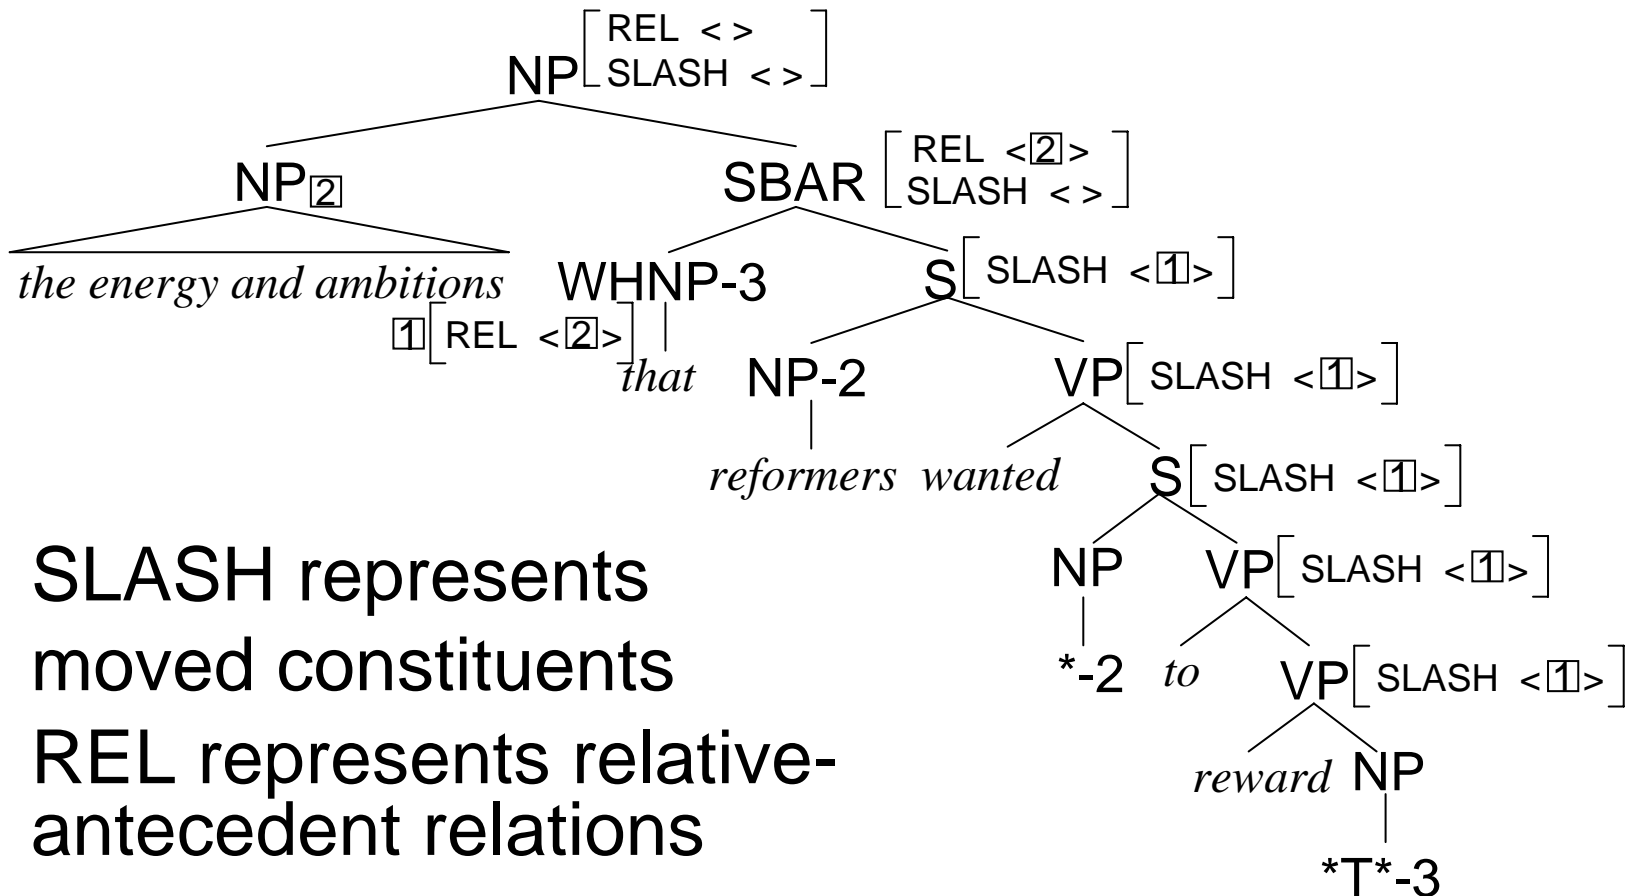 REL < >
NP SLASH < >
REL <2>
NP2 SBAR SLASH < >
the energy and ambitions WHNP-3 S SLASH <1>
1 REL <2>
that NP-2 VP SLASH <1>
reformers wanted S SLASH <1>
NP VP SLASH <1>
*-2 to VP SLASH <1>
reward NP
*T*-3
SLASH represents
moved constituents
REL represents relative-
antecedent relations